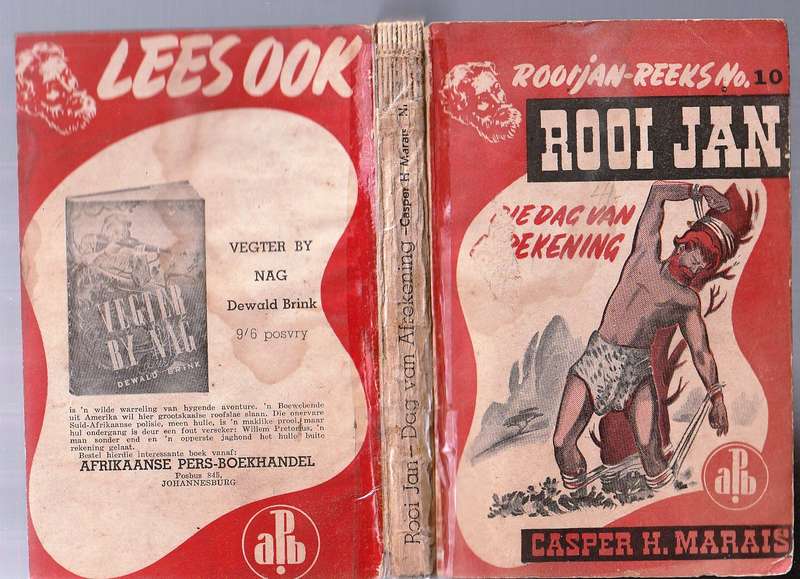 LEES OOK
VEGTER BY NAG
DEWALD BRINK
VEGTER BY
NAG
Dewald Brink
9/6 posvry
is 'n wilde warreling van hygende aventure. 'n Boewebende
uit Amerika wil hier grootskaalse roofslae slaan. Die onervare
Suid-Afrikaanse polisie, meen hulle, is 'n maklike prooi, maar
hul ondergang is deur een fout verseker: Willem Pretorius, 'n
man sonder end en 'n opperste jaghond het hulle buite
rekening gelaat.
Bestel hierdie interessante boek vanaf:
AFRIKAANSE PERS-BOEKHANDEL
Posbus 845,
JOHANNESBURG
aPb
Rooi Jan - Dag van Afrekening - Casper H. Marais - N
ROOIJAN-REEKS No. 10
ROOI JAN
DIE DAG VAN
REKENING
aPb
CASPER H. MARAIS